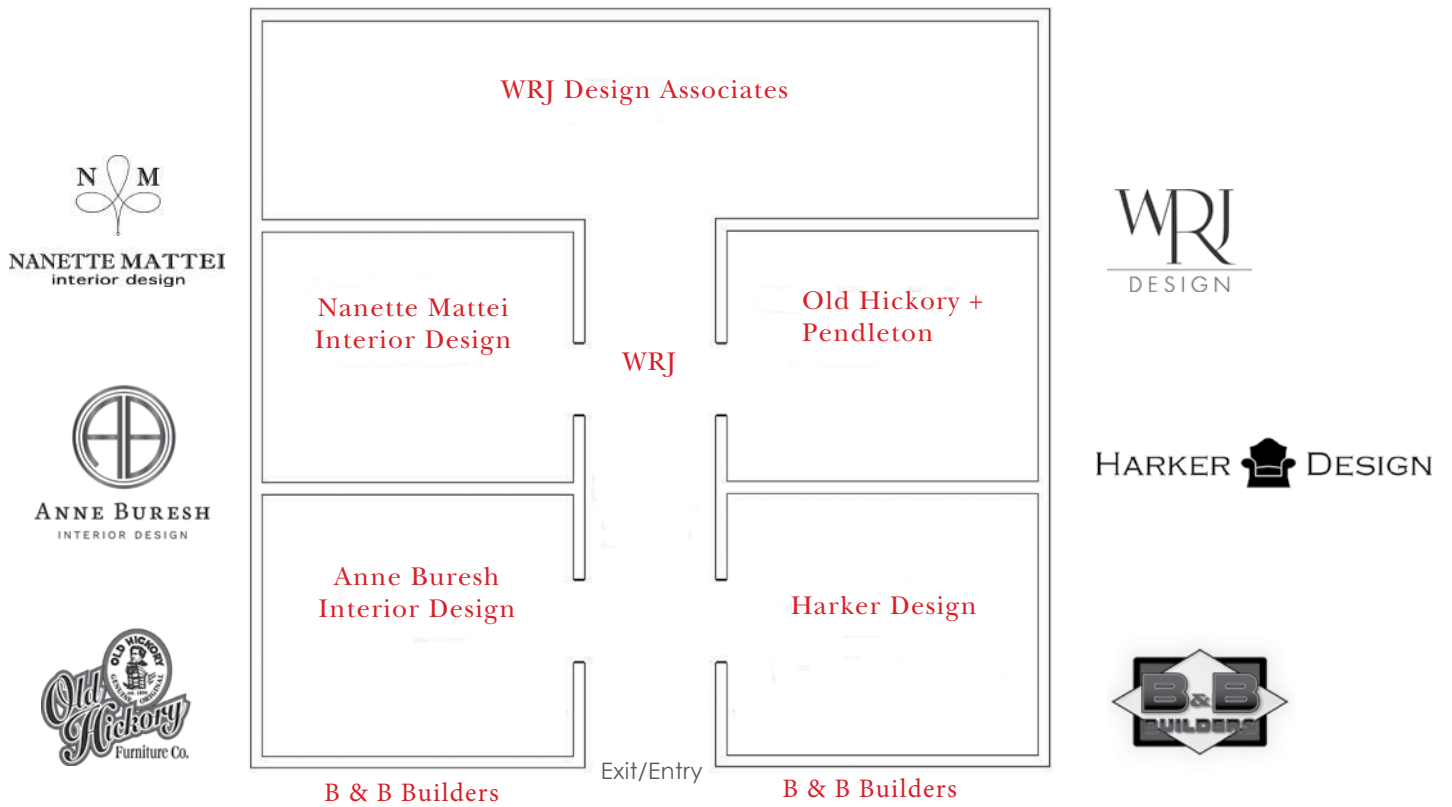 WRJ Design Associates
N M
NANETTE MATTEI
interior design
WRJ
DESIGN
Nanette Mattei
Interior Design
Old Hickory +
Pendleton
WRJ
ANNE BURESH
INTERIOR DESIGN
HARKER DESIGN
Anne Buresh
Interior Design
Harker Design
OLD HICKORY
GENUINE ORIGINAL
Old
Hickory
Furniture Co.
B & B
BUILDERS
Exit/Entry
B & B Builders
B & B Builders